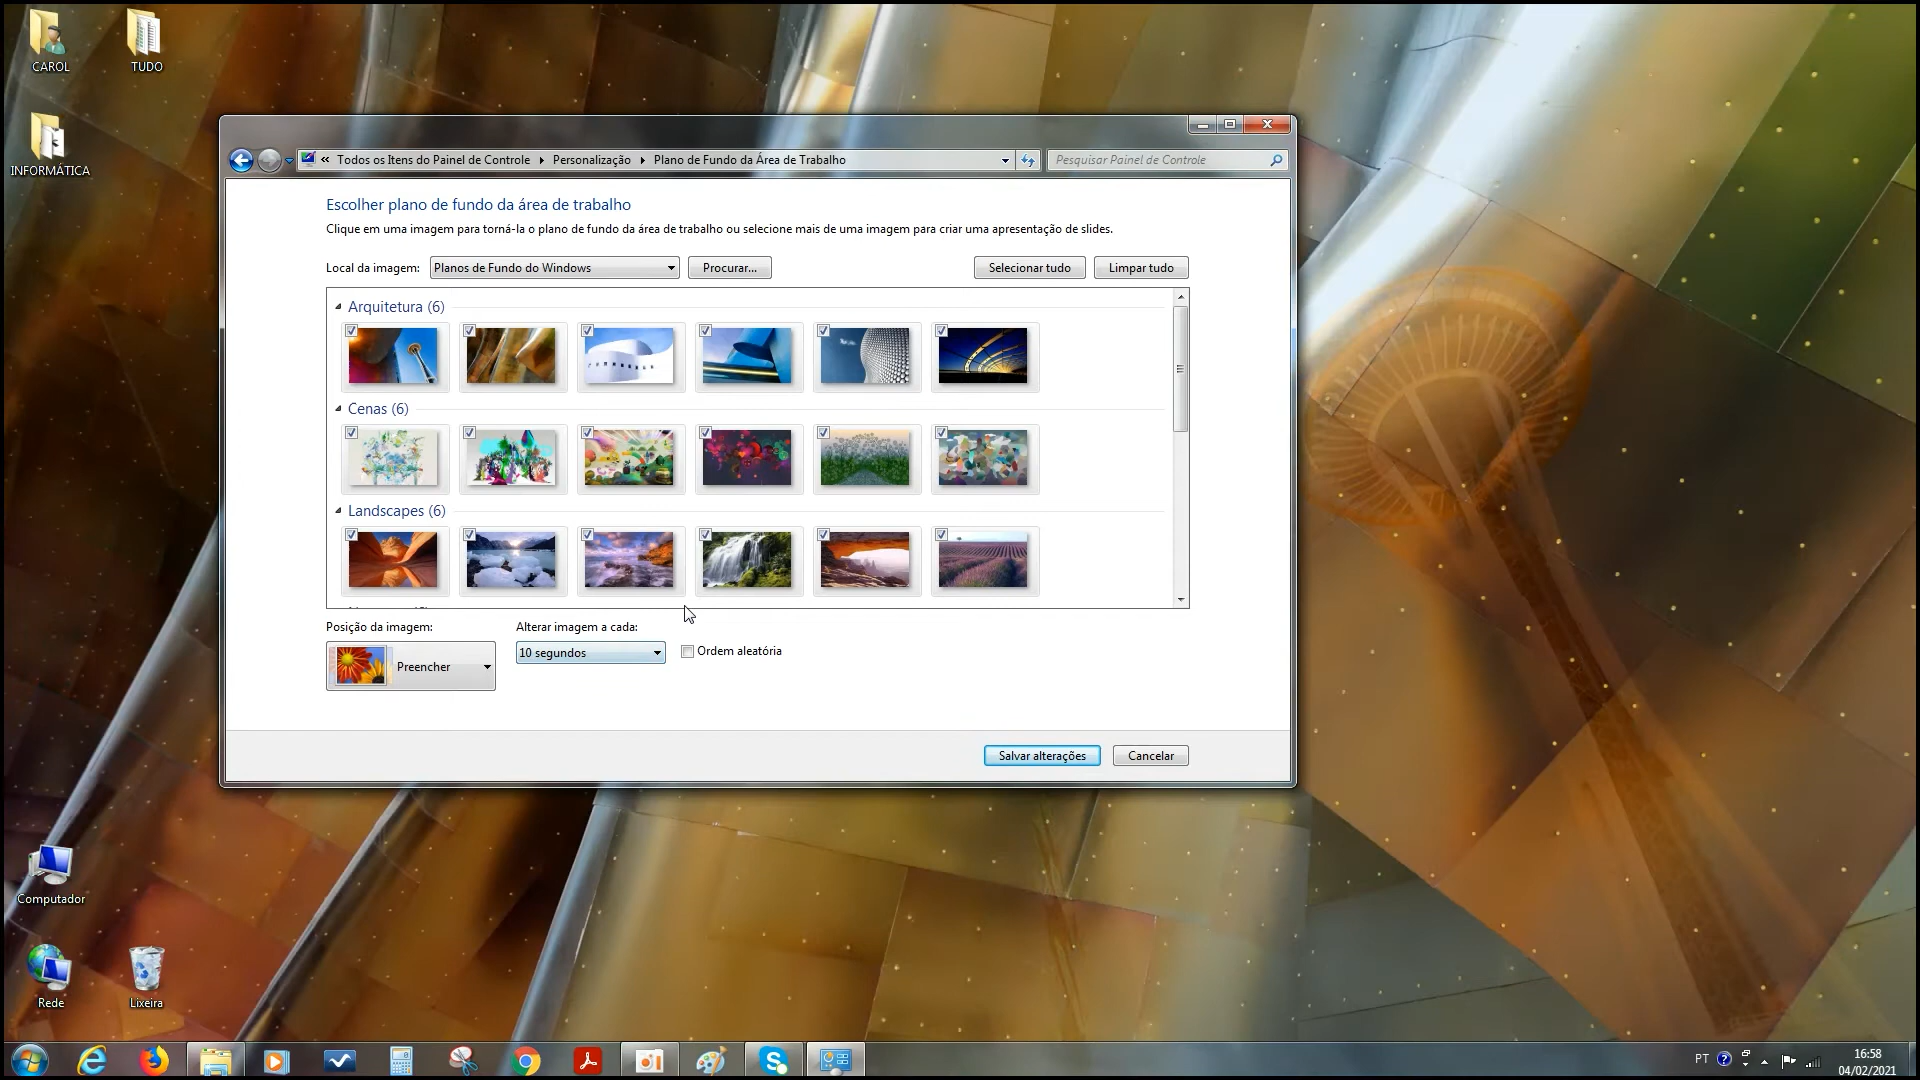 CAROL
TUDO
INFORMÁTICA
« Todos os Itens do Painel de Controle Personalização Plano de Fundo da Área de Trabalho
Pesquisar Painel de Controle
Escolher plano de fundo da área de trabalho
Clique em uma imagem para torná-la o plano de fundo da área de trabalho ou selecione mais de uma imagem para criar uma apresentação de slides.
Local da imagem: Planos de Fundo do Windows Procurar... Selecionar tudo Limpar tudo
Arquitetura (6)
Cenas (6)
Landscapes (6)
Posição da imagem: Alterar imagem a cada:
Preencher 10 segundos Ordem aleatória
Salvar alterações Cancelar
Computador
Rede
Lixeira
PT 16:58
04/02/2021